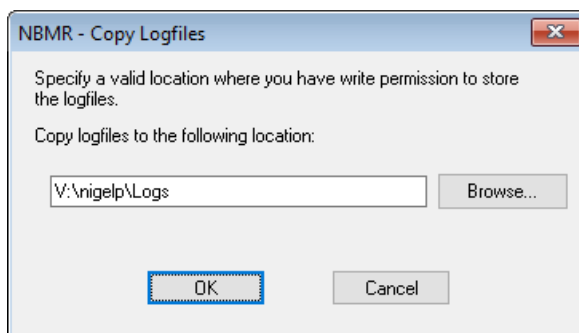 NBMR - Copy Logfiles
Specify a valid location where you have write permission to store
the logfiles.
Copy logfiles to the following location:
V:\nigelp\Logs
Browse...
OK
Cancel